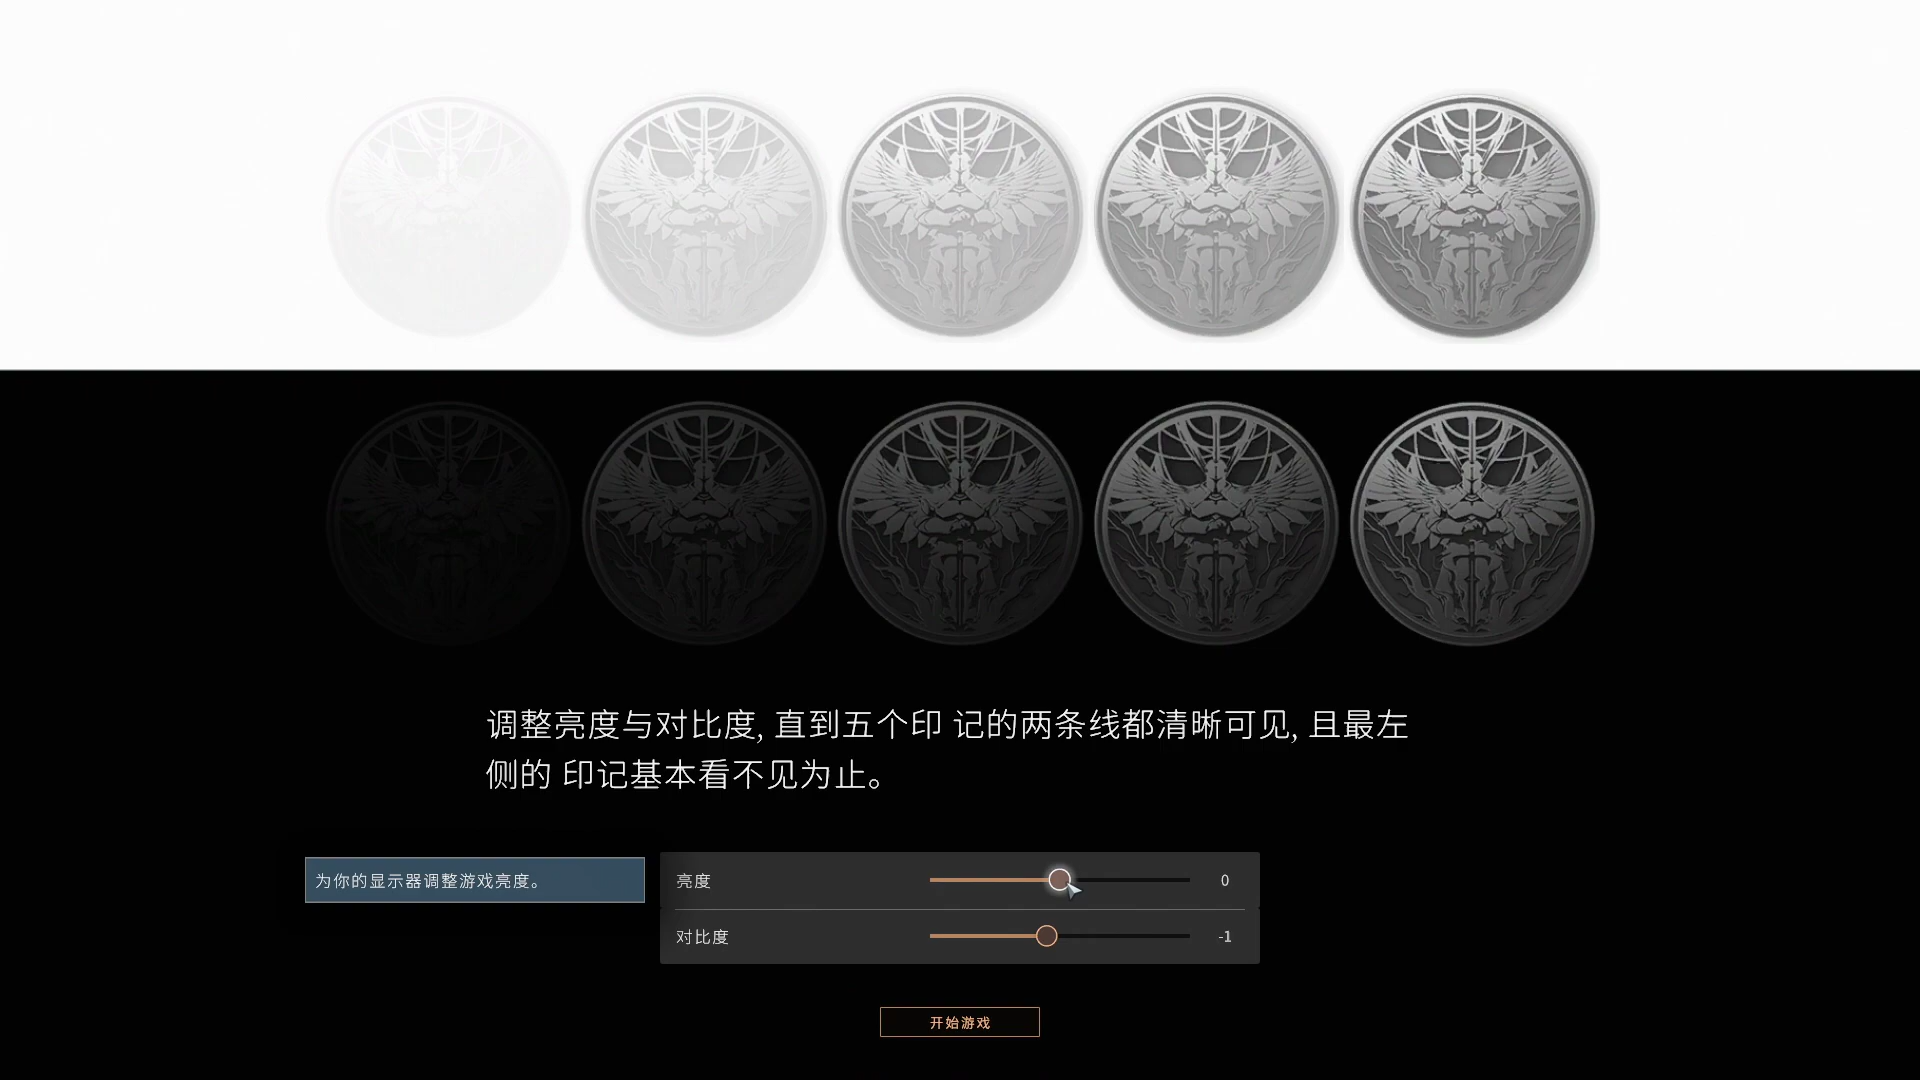 调整亮度与对比度, 直到五个印 记的两条线都清晰可见, 且最左
侧的 印记基本看不见为止。
为你的显示器调整游戏亮度。
亮度 0
对比度 -1
开始游戏